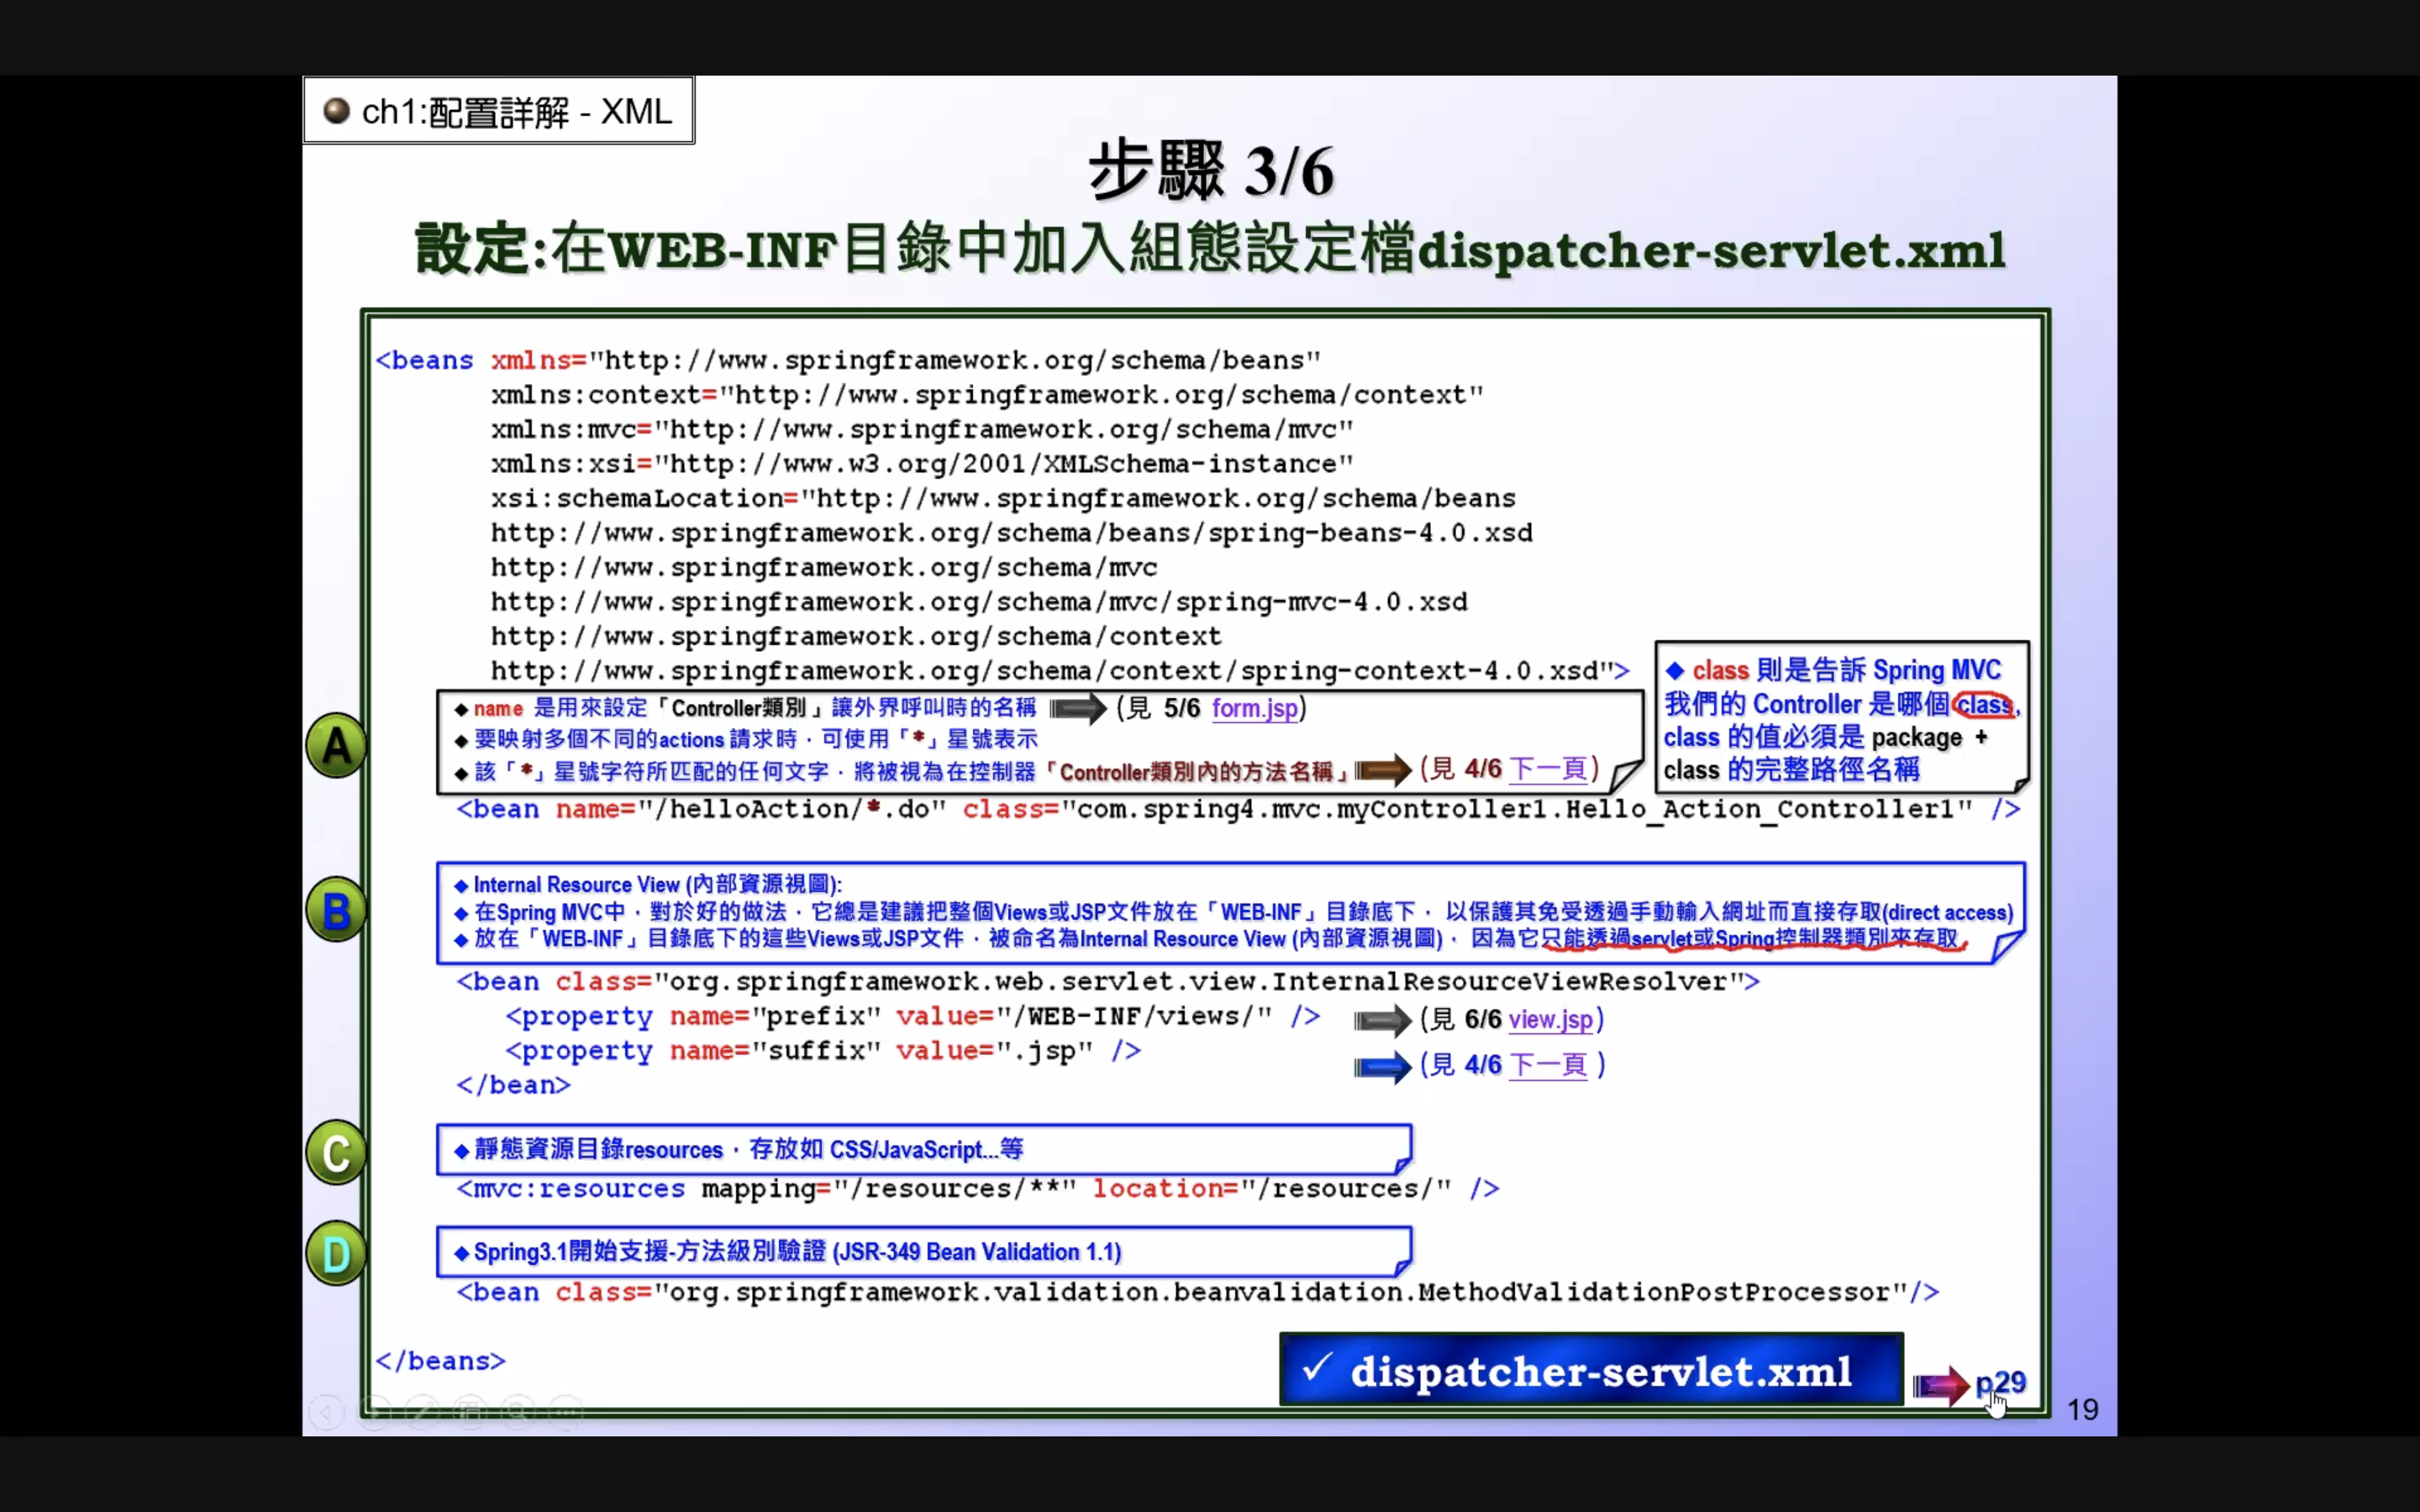 ch1:配置詳解 - XML
步驟 3/6
設定:在WEB-INF目錄中加入組態設定檔dispatcher-servlet.xml
<beans xmlns="http://www.springframework.org/schema/beans"
xmlns:context="http://www.springframework.org/schema/context"
xmlns:mvc="http://www.springframework.org/schema/mvc"
xmlns:xsi="http://www.w3.org/2001/XMLSchema-instance"
xsi:schemaLocation="http://www.springframework.org/schema/beans
http://www.springframework.org/schema/beans/spring-beans-4.0.xsd
http://www.springframework.org/schema/mvc
http://www.springframework.org/schema/mvc/spring-mvc-4.0.xsd
http://www.springframework.org/schema/context
http://www.springframework.org/schema/context/spring-context-4.0.xsd">
◆ class 則是告訴 Spring MVC
我們的 Controller 是哪個 class,
class 的值必須是 package +
class 的完整路徑名稱
A
◆ name 是用來設定「Controller類別」讓外界呼叫時的名稱 (見 5/6 form.jsp)
◆ 要映射多個不同的actions 請求時,可使用「*」星號表示
◆ 該「*」星號字符所匹配的任何文字,將被視為在控制器「Controller類別內的方法名稱」 (見 4/6 下一頁)
<bean name="/helloAction/*.do" class="com.spring4.mvc.myController1.Hello_Action_Controller1" />
B
◆ Internal Resource View (內部資源視圖):
◆ 在Spring MVC中,對於好的做法,它總是建議把整個Views或JSP文件放在「WEB-INF」目錄底下, 以保護其免受透過手動輸入網址而直接存取(direct access)
◆ 放在「WEB-INF」目錄底下的這些Views或JSP文件,被命名為Internal Resource View (內部資源視圖), 因為它只能透過servlet或Spring控制器類別來存取
<bean class="org.springframework.web.servlet.view.InternalResourceViewResolver">
<property name="prefix" value="/WEB-INF/views/" /> (見 6/6 view.jsp)
<property name="suffix" value=".jsp" /> (見 4/6 下一頁 )
</bean>
C
◆ 靜態資源目錄resources,存放如 CSS/JavaScript...等
<mvc:resources mapping="/resources/**" location="/resources/" />
D
◆ Spring3.1開始支援-方法級別驗證 (JSR-349 Bean Validation 1.1)
<bean class="org.springframework.validation.beanvalidation.MethodValidationPostProcessor"/>
</beans>
✓ dispatcher-servlet.xml
p29
19